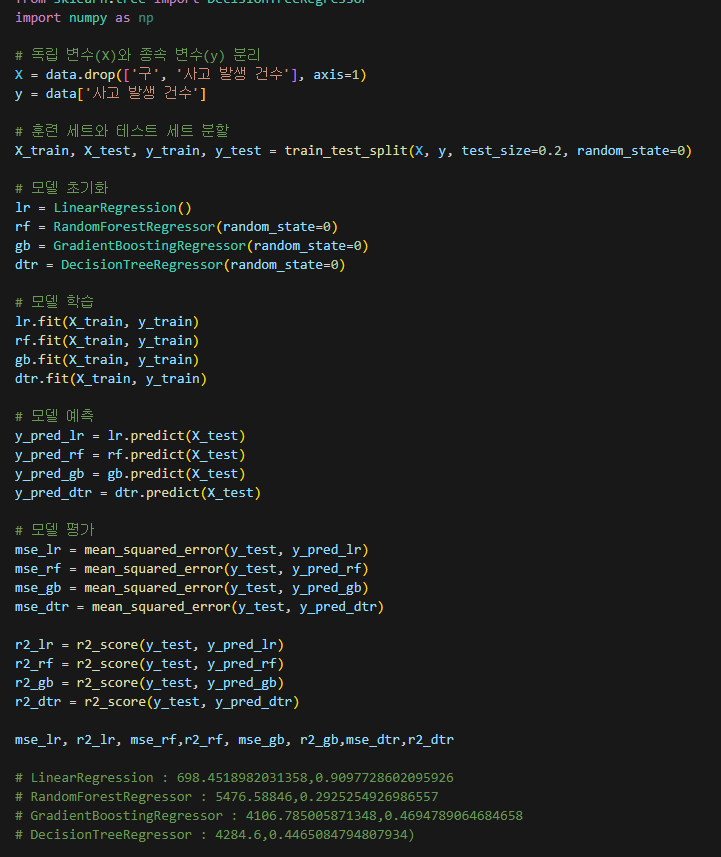 from sklearn.tree import DecisionTreeRegressor
import numpy as np
# 독립 변수(X)와 종속 변수(y) 분리
X = data.drop(['구', '사고 발생 건수'], axis=1)
y = data['사고 발생 건수']
# 훈련 세트와 테스트 세트 분할
X_train, X_test, y_train, y_test = train_test_split(X, y, test_size=0.2, random_state=0)
# 모델 초기화
lr = LinearRegression()
rf = RandomForestRegressor(random_state=0)
gb = GradientBoostingRegressor(random_state=0)
dtr = DecisionTreeRegressor(random_state=0)
# 모델 학습
lr.fit(X_train, y_train)
rf.fit(X_train, y_train)
gb.fit(X_train, y_train)
dtr.fit(X_train, y_train)
# 모델 예측
y_pred_lr = lr.predict(X_test)
y_pred_rf = rf.predict(X_test)
y_pred_gb = gb.predict(X_test)
y_pred_dtr = dtr.predict(X_test)
# 모델 평가
mse_lr = mean_squared_error(y_test, y_pred_lr)
mse_rf = mean_squared_error(y_test, y_pred_rf)
mse_gb = mean_squared_error(y_test, y_pred_gb)
mse_dtr = mean_squared_error(y_test, y_pred_dtr)
r2_lr = r2_score(y_test, y_pred_lr)
r2_rf = r2_score(y_test, y_pred_rf)
r2_gb = r2_score(y_test, y_pred_gb)
r2_dtr = r2_score(y_test, y_pred_dtr)
mse_lr, r2_lr, mse_rf,r2_rf, mse_gb, r2_gb,mse_dtr,r2_dtr
# LinearRegression : 698.4518982031358,0.9097728602095926
# RandomForestRegressor : 5476.58846,0.2925254926986557
# GradientBoostingRegressor : 4106.785005871348,0.4694789064684658
# DecisionTreeRegressor : 4284.6,0.4465084794807934)